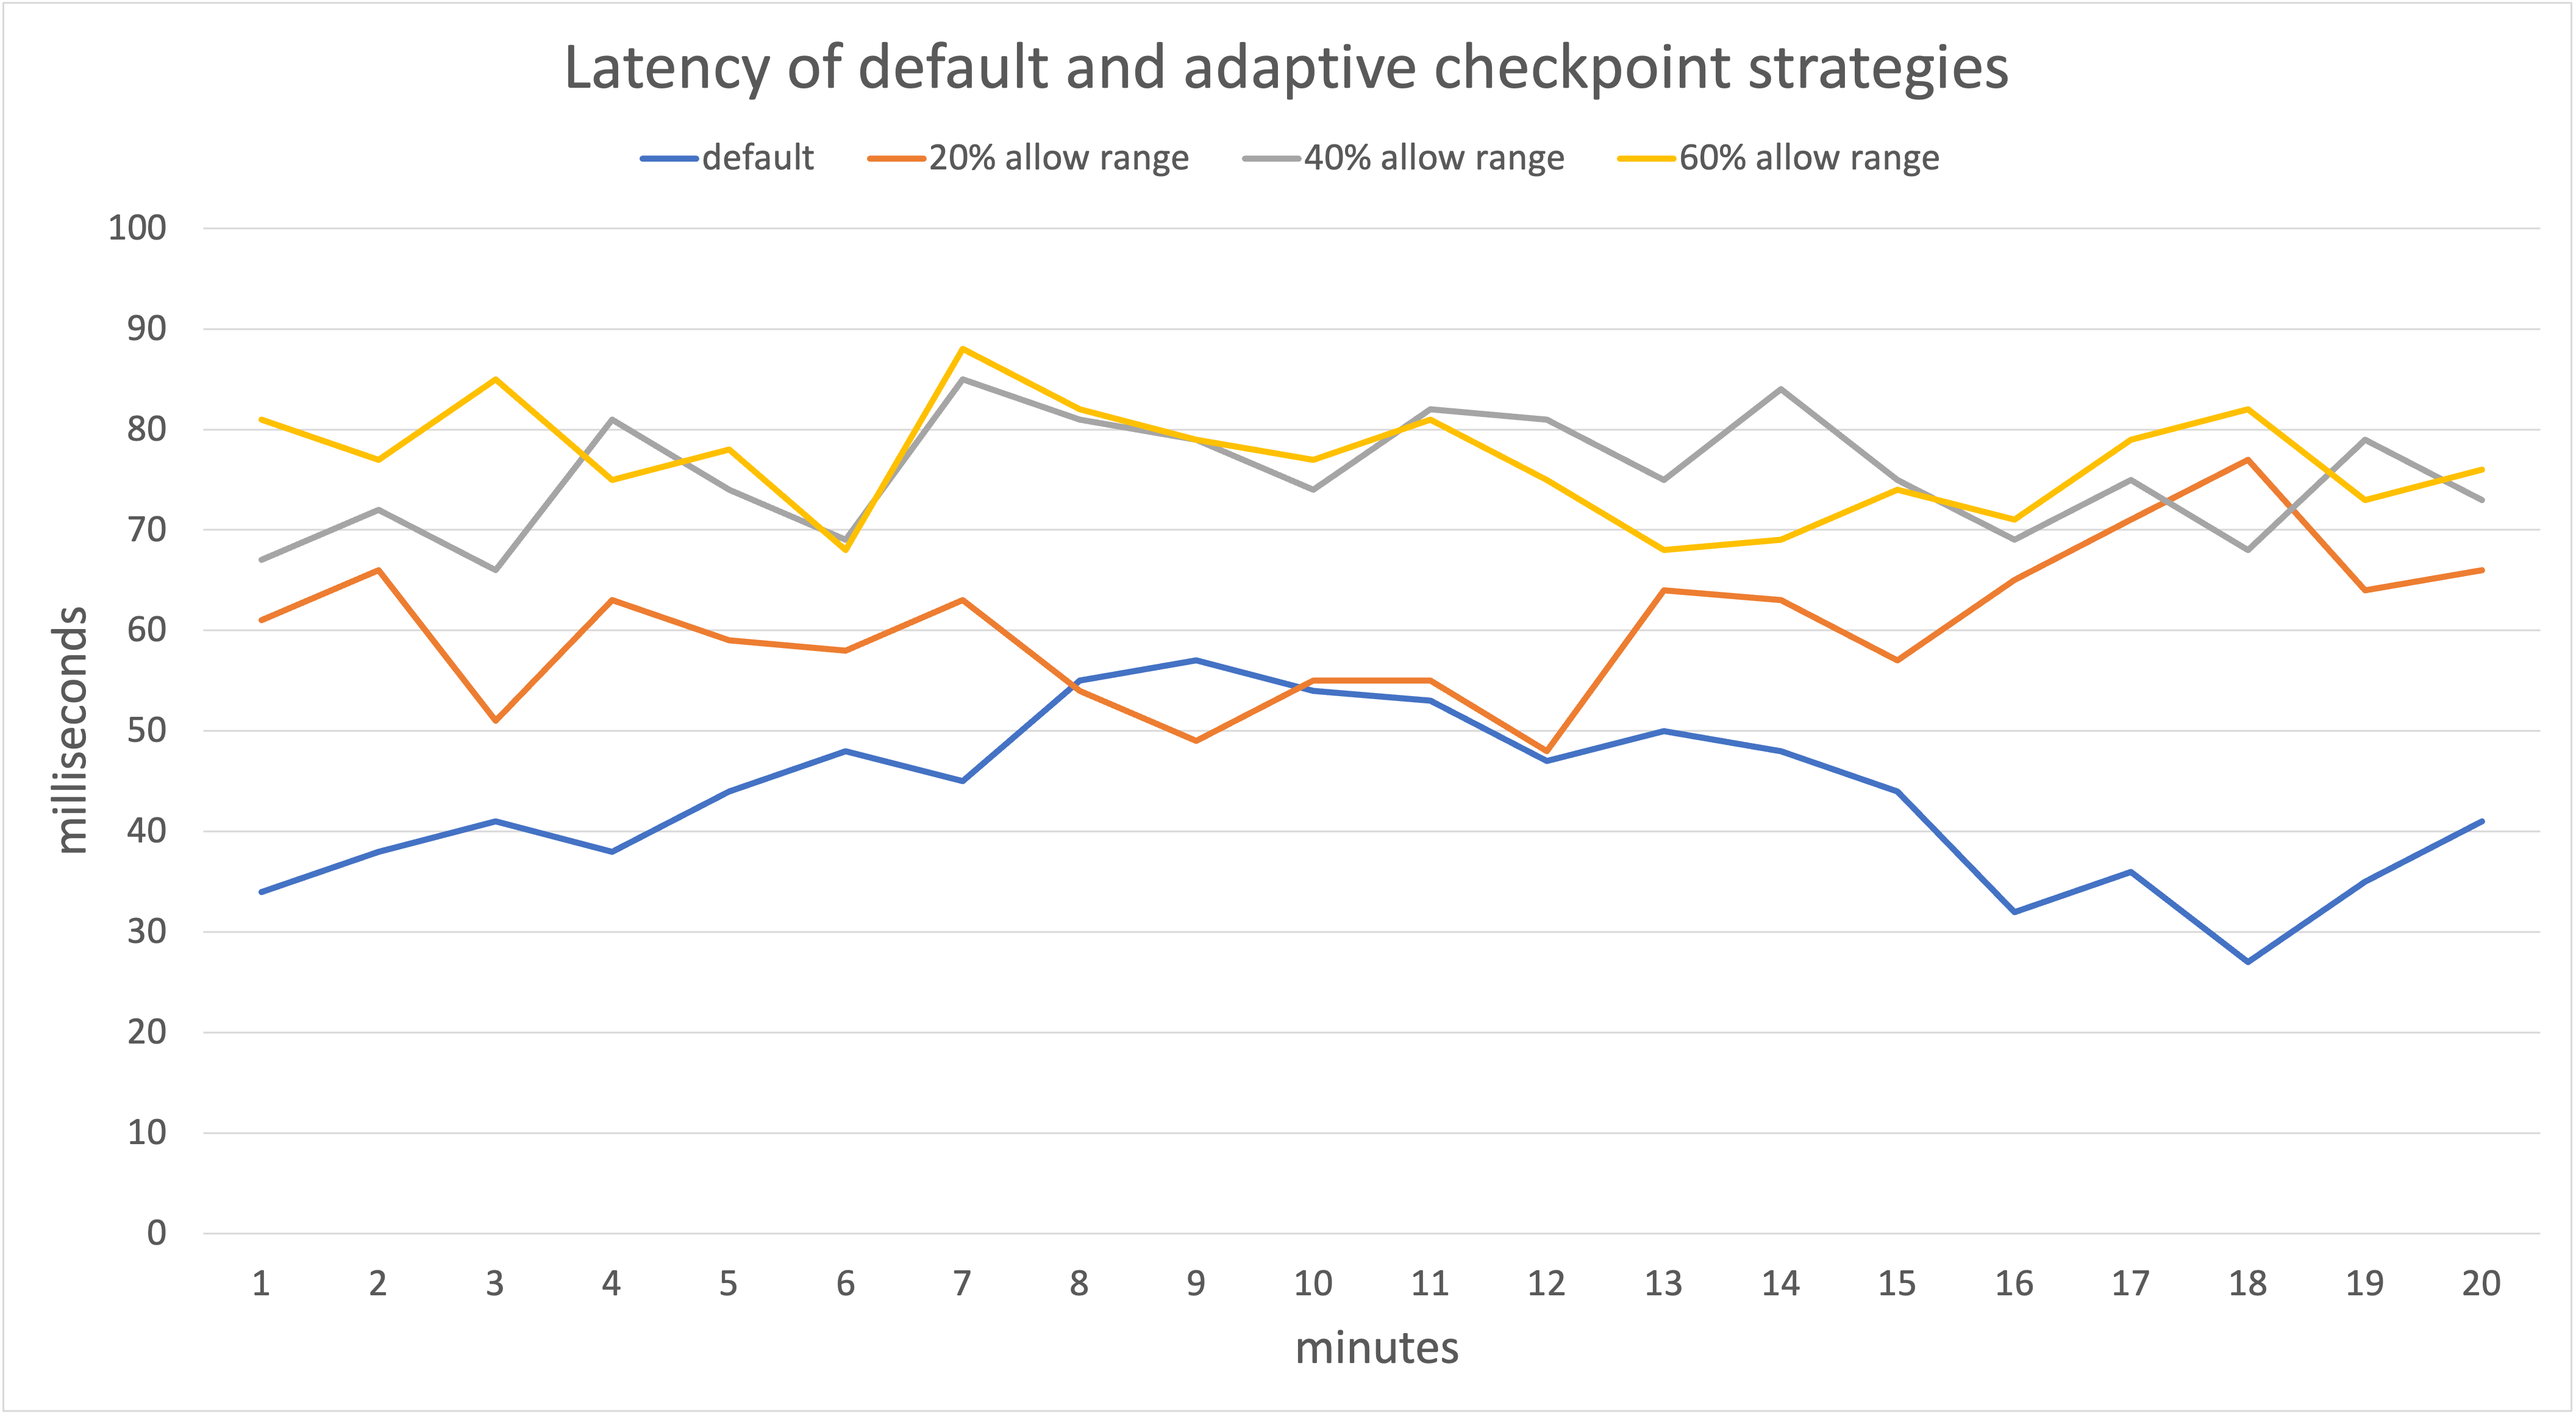 Latency of default and adaptive checkpoint strategies
default 20% allow range 40% allow range 60% allow range
100
90
80
70
60
50
40
30
20
10
0
milliseconds
1 2 3 4 5 6 7 8 9 10 11 12 13 14 15 16 17 18 19 20
minutes